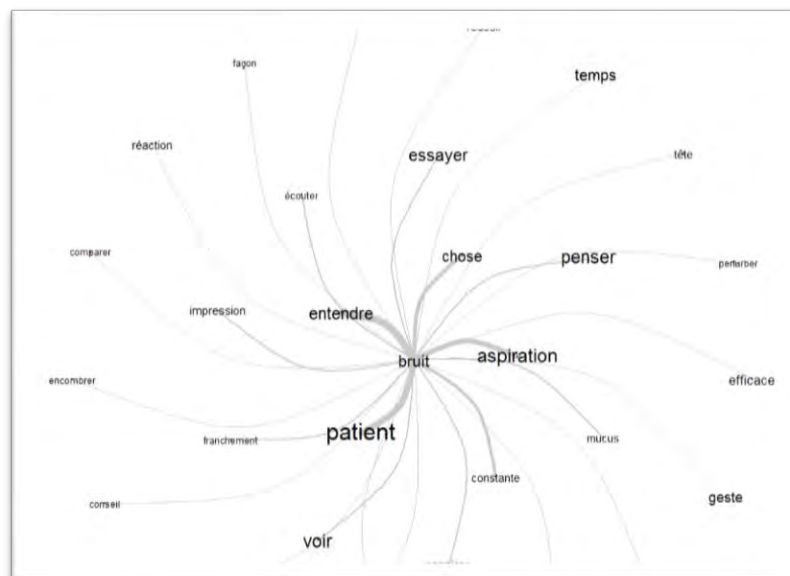 façon
temps
réaction
essayer
tête
écouter
comparer
chose
penser
perturber
impression
entendre
bruit
aspiration
encombrer
efficace
franchement
patient
mucus
constante
conseil
geste
voir